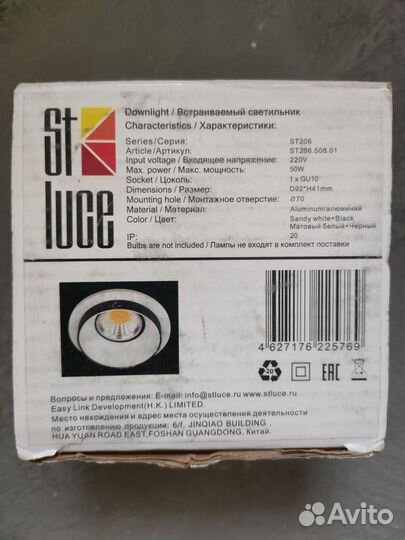 St
luce
Downlight / Встраиваемый светильник
Characteristics / Характеристики:
Series/Серия: ST206
Article/Артикул: ST206.508.01
Input voltage / Входящее напряжение: 220V
Max. power / Макс. мощность: 50W
Socket / Цоколь: 1 x GU10
Dimensions / Размер: D92*H41mm
Mounting hole / Монтажное отверстие: Ø70
Material / Материал: Aluminum/алюминий
Color / Цвет: Sandy white+Black
Матовый белый+Черный
IP: 20
Bulbs are not included / Лампы не входят в комплект поставки
4 627176 225769
20
EAC
Вопросы и предложения: E-mail: info@stluce.ru www.stluce.ru
Easy Link Development(H.K.) LIMITED.
Место нахождения и адрес места осуществления деятельности
по изготовлению продукции: 6/f, JINQIAO BUILDING ,
HUA YUAN ROAD EAST,FOSHAN GUANGDONG, Китай.
Avito